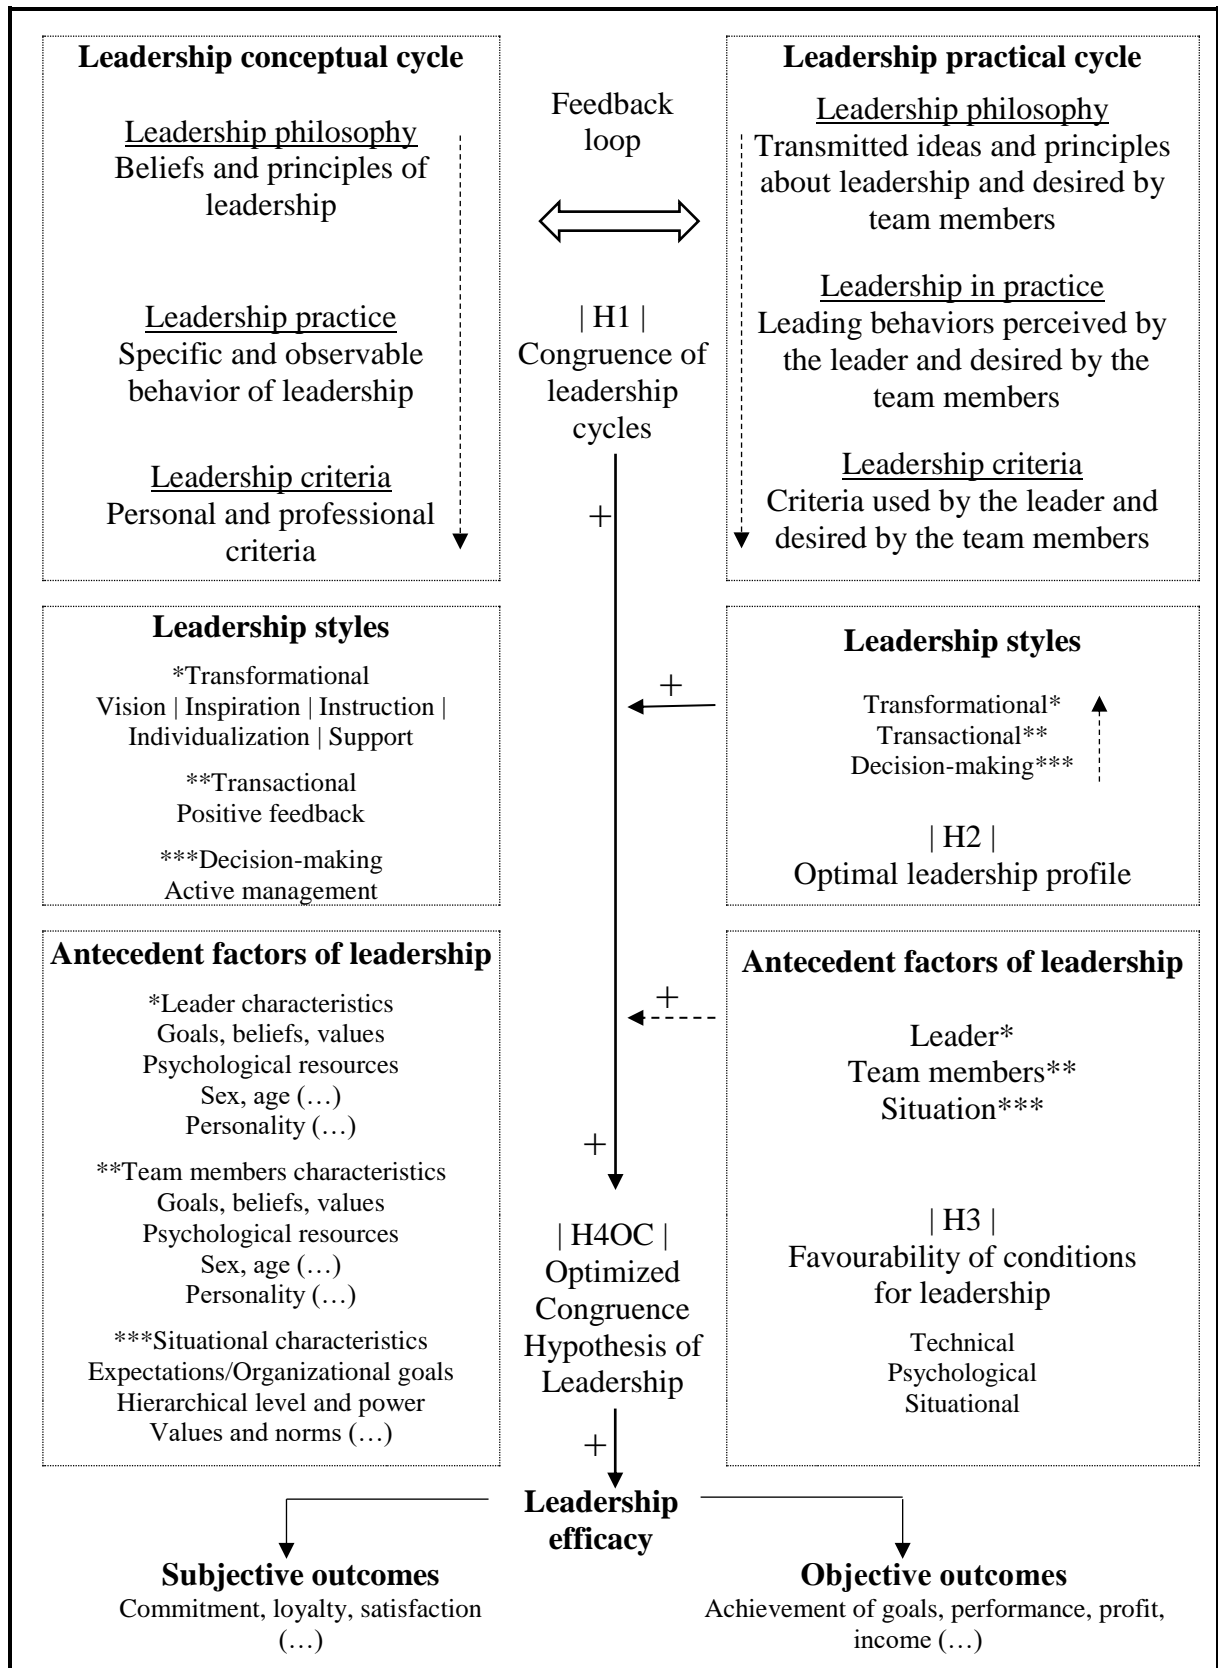 Leadership conceptual cycle
Leadership philosophy
Beliefs and principles of
leadership
Leadership practice
Specific and observable
behavior of leadership
Leadership criteria
Personal and professional
criteria
Feedback
loop
| H1 |
Congruence of
leadership
cycles
+
Leadership practical cycle
Leadership philosophy
Transmitted ideas and principles
about leadership and desired by
team members
Leadership in practice
Leading behaviors perceived by
the leader and desired by the
team members
Leadership criteria
Criteria used by the leader and
desired by the team members
Leadership styles
*Transformational
Vision | Inspiration | Instruction |
Individualization | Support
**Transactional
Positive feedback
***Decision-making
Active management
+
Leadership styles
Transformational*
Transactional**
Decision-making***
| H2 |
Optimal leadership profile
Antecedent factors of leadership
*Leader characteristics
Goals, beliefs, values
Psychological resources
Sex, age (…)
Personality (…)
**Team members characteristics
Goals, beliefs, values
Psychological resources
Sex, age (…)
Personality (…)
***Situational characteristics
Expectations/Organizational goals
Hierarchical level and power
Values and norms (…)
+
+
| H4OC |
Optimized
Congruence
Hypothesis of
Leadership
+
Antecedent factors of leadership
Leader*
Team members**
Situation***
| H3 |
Favourability of conditions
for leadership
Technical
Psychological
Situational
Leadership
efficacy
Subjective outcomes
Commitment, loyalty, satisfaction
(…)
Objective outcomes
Achievement of goals, performance, profit,
income (…)